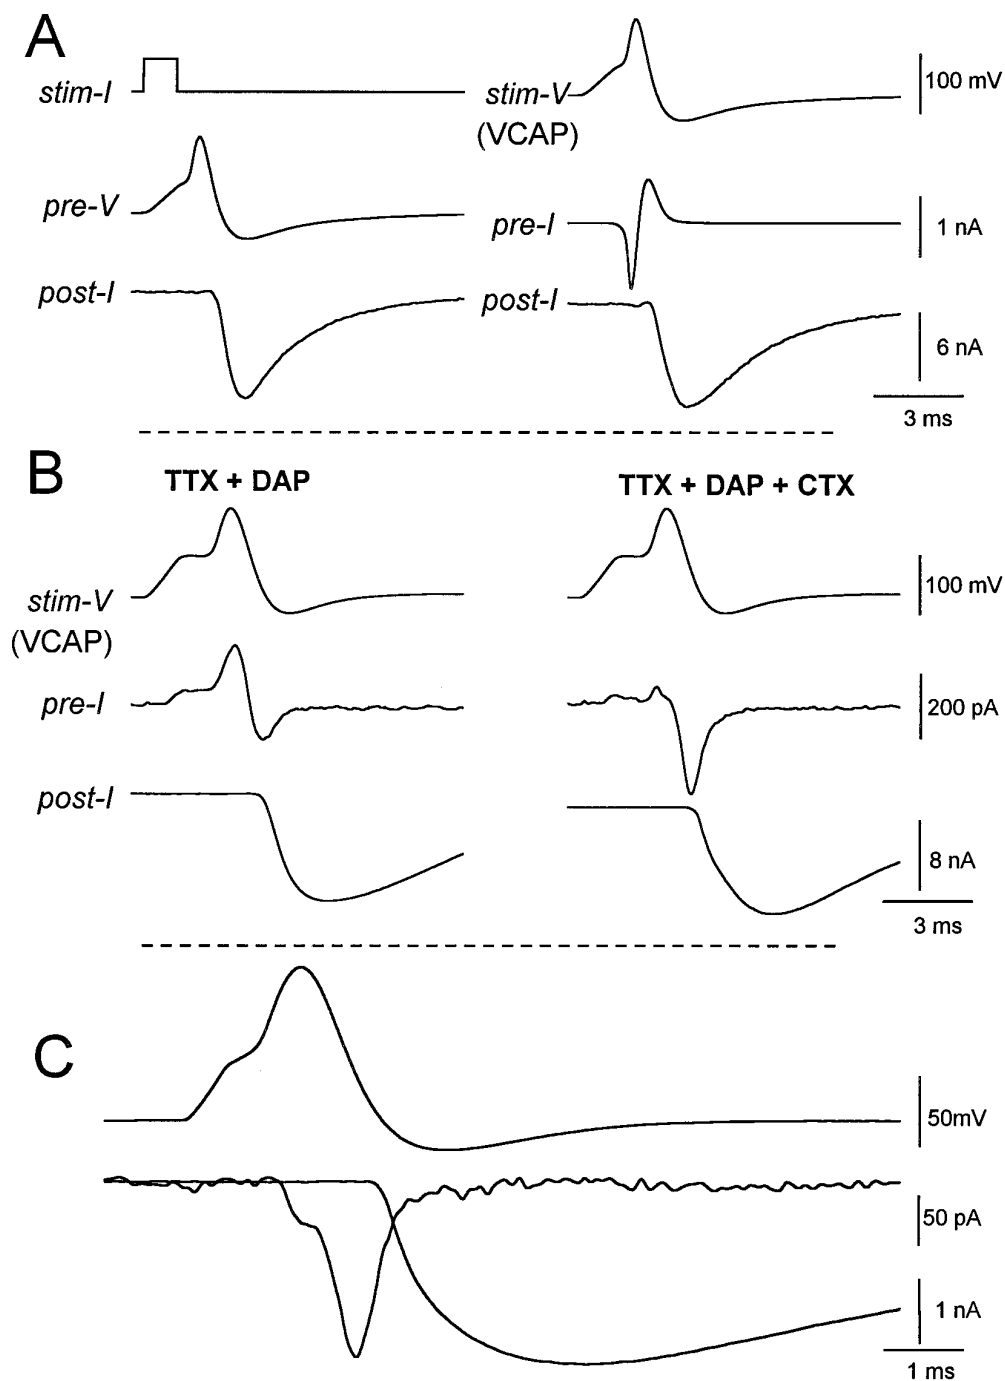 A
stim-I
stim-V
(VCAP)
100 mV
pre-V
pre-I
1 nA
post-I
post-I
6 nA
3 ms
B
TTX + DAP
TTX + DAP + CTX
stim-V
(VCAP)
100 mV
pre-I
200 pA
post-I
8 nA
3 ms
C
50mV
50 pA
1 nA
1 ms